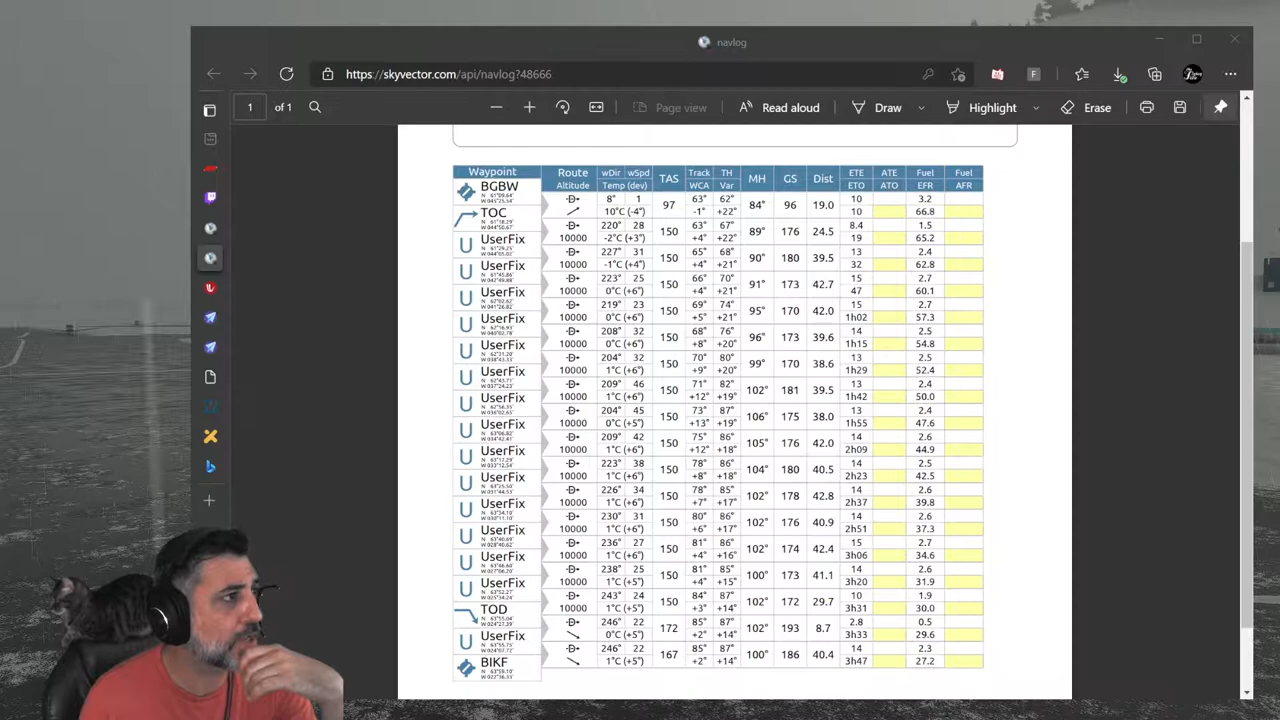 navlog
https://skyvector.com/api/navlog?48666
F
1 of 1 Page view Read aloud Draw Highlight Erase
Waypoint Route wDir wSpd TAS Track TH MH GS Dist ETE ATE Fuel Fuel
Altitude Temp (dev) WCA Var ETO ATO EFR AFR
BGBW
D 8° 1 97 63° 62° 84° 96 19.0 10 3.2
10°C (-4°) -1° +22° 10 66.8
TOC
D 220° 28 150 63° 67° 89° 176 24.5 8.4 1.5
10000 -2°C (+3°) +4° +22° 19 65.2
U UserFix
D 227° 31 150 65° 68° 90° 180 39.5 13 2.4
10000 -1°C (+4°) +4° +21° 32 62.8
U UserFix
D 223° 25 150 66° 70° 91° 173 42.7 15 2.7
10000 0°C (+6°) +4° +21° 47 60.1
U UserFix
D 219° 23 150 69° 74° 95° 170 42.0 15 2.7
10000 0°C (+6°) +5° +21° 1h02 57.3
U UserFix
D 208° 32 150 68° 76° 96° 173 39.6 14 2.5
10000 0°C (+6°) +8° +20° 1h15 54.8
U UserFix
D 204° 32 150 70° 80° 99° 170 38.6 13 2.5
10000 1°C (+6°) +9° +20° 1h29 52.4
U UserFix
D 209° 46 150 71° 82° 102° 181 39.5 13 2.4
10000 1°C (+6°) +12° +19° 1h42 50.0
U UserFix
D 204° 45 150 73° 87° 106° 175 38.0 13 2.4
10000 0°C (+5°) +13° +19° 1h55 47.6
U UserFix
D 209° 42 150 75° 86° 105° 176 42.0 14 2.6
10000 1°C (+6°) +12° +18° 2h09 44.9
U UserFix
D 223° 38 150 78° 86° 104° 180 40.5 14 2.5
10000 1°C (+6°) +8° +18° 2h23 42.5
U UserFix
D 226° 34 150 78° 85° 102° 178 42.8 14 2.6
10000 1°C (+6°) +7° +17° 2h37 39.8
U UserFix
D 230° 31 150 80° 86° 102° 176 40.9 14 2.6
10000 1°C (+6°) +6° +17° 2h51 37.3
U UserFix
D 236° 27 150 81° 86° 102° 174 42.4 15 2.7
10000 1°C (+6°) +4° +16° 3h06 34.6
U UserFix
D 238° 25 150 81° 85° 100° 173 41.1 14 2.6
10000 1°C (+5°) +4° +15° 3h20 31.9
U UserFix
D 243° 24 150 84° 87° 102° 172 29.7 10 1.9
10000 1°C (+5°) +3° +14° 3h31 30.0
TOD
D 246° 22 172 85° 87° 102° 193 8.7 2.8 0.5
0°C (+5°) +2° +14° 3h33 29.6
U UserFix
D 246° 22 167 85° 87° 100° 186 40.4 14 2.3
1°C (+5°) +2° +14° 3h47 27.2
BIKF